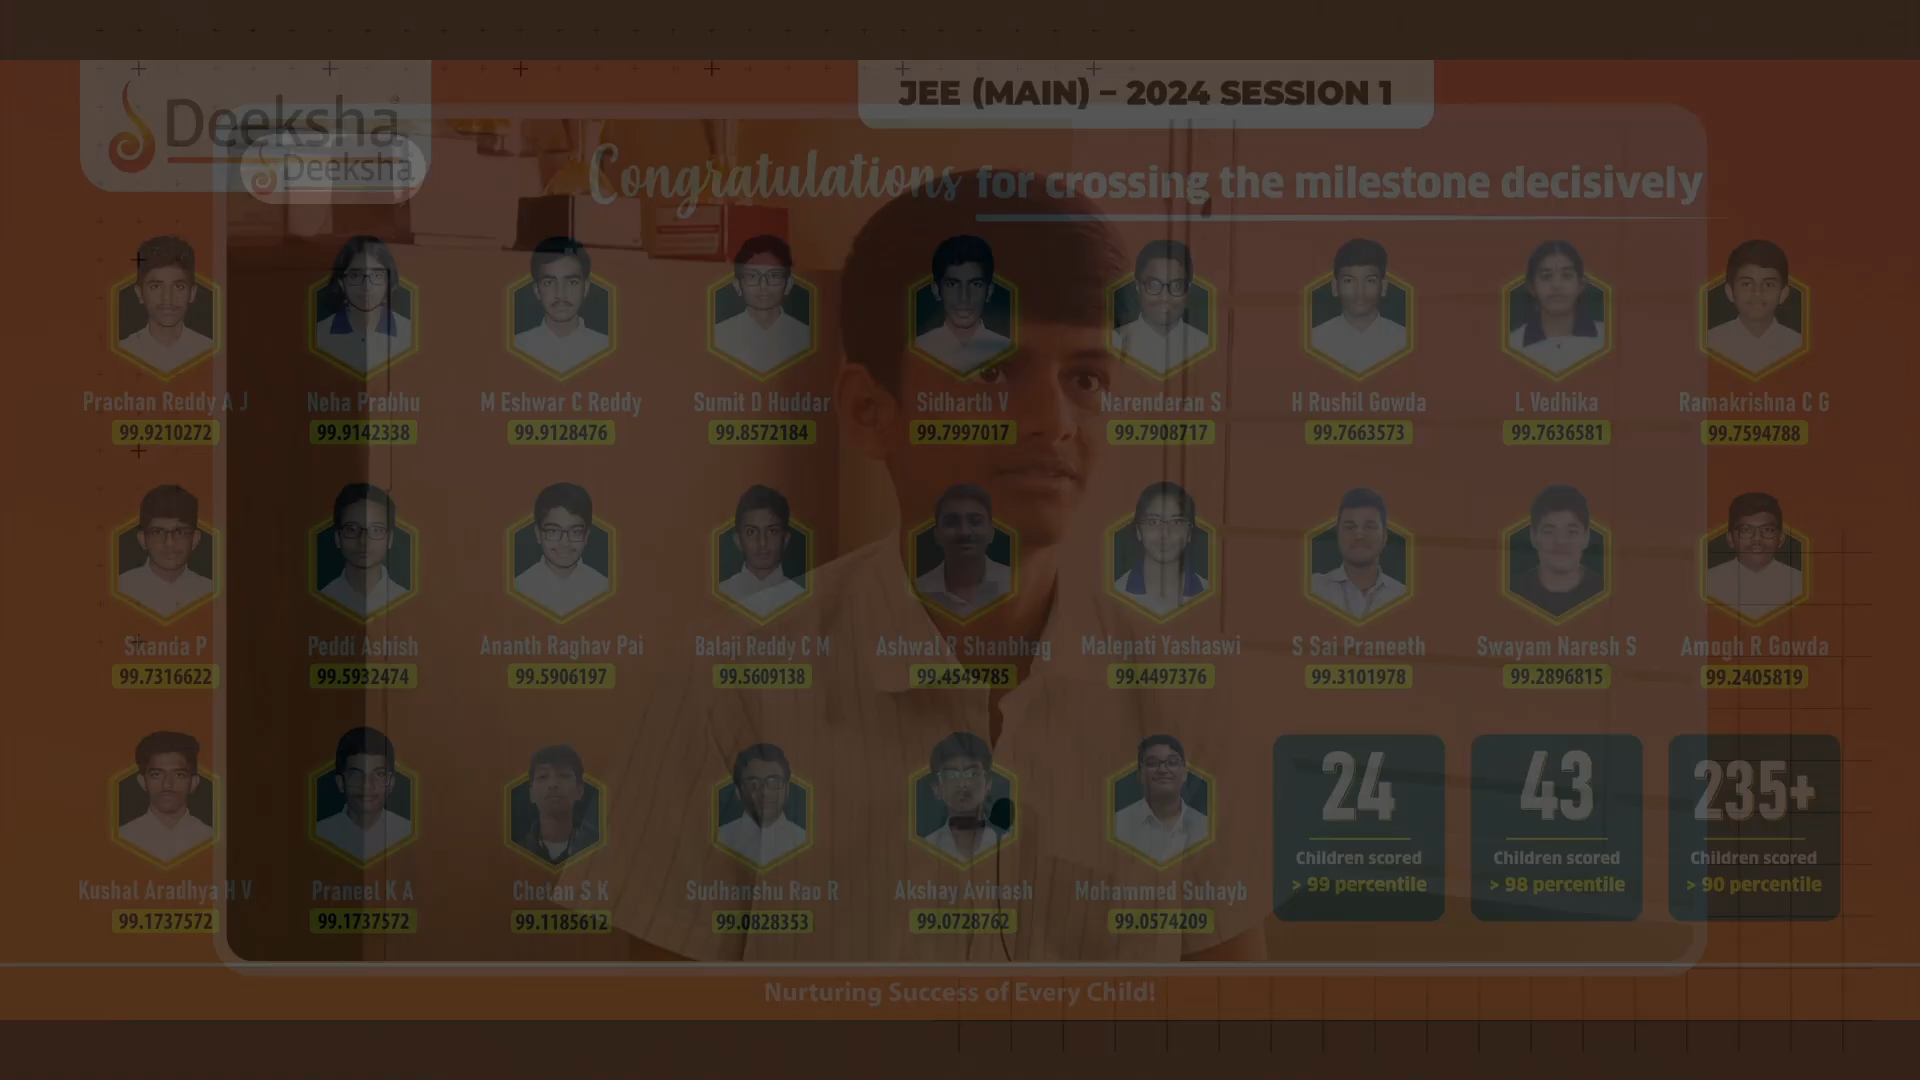 Deeksha
Deeksha
JEE (MAIN) – 2024 SESSION 1
Congratulations for crossing the milestone decisively
Prachan Reddy A J
99.9210272
Neha Prabhu
99.9142338
M Eshwar C Reddy
99.9128476
Sumit D Huddar
99.8572184
Sidharth V
99.7997017
Narenderan S
99.7908717
H Rushil Gowda
99.7663573
L Vedhika
99.7636581
Ramakrishna C G
99.7594788
Skanda P
99.7316622
Peddi Ashish
99.5932474
Ananth Raghav Pai
99.5906197
Balaji Reddy C M
99.5609138
Ashwal R Shanbhag
99.4549785
Malepati Yashaswi
99.4497376
S Sai Praneeth
99.3101978
Swayam Naresh S
99.2896815
Amogh R Gowda
99.2405819
Kushal Aradhya H V
99.1737572
Praneel K A
99.1737572
Chetan S K
99.1185612
Sudhanshu Rao R
99.0828353
Akshay Avinash
99.0728762
Mohammed Suhayb
99.0574209
24
Children scored
> 99 percentile
43
Children scored
> 98 percentile
235+
Children scored
> 90 percentile
Nurturing Success of Every Child!